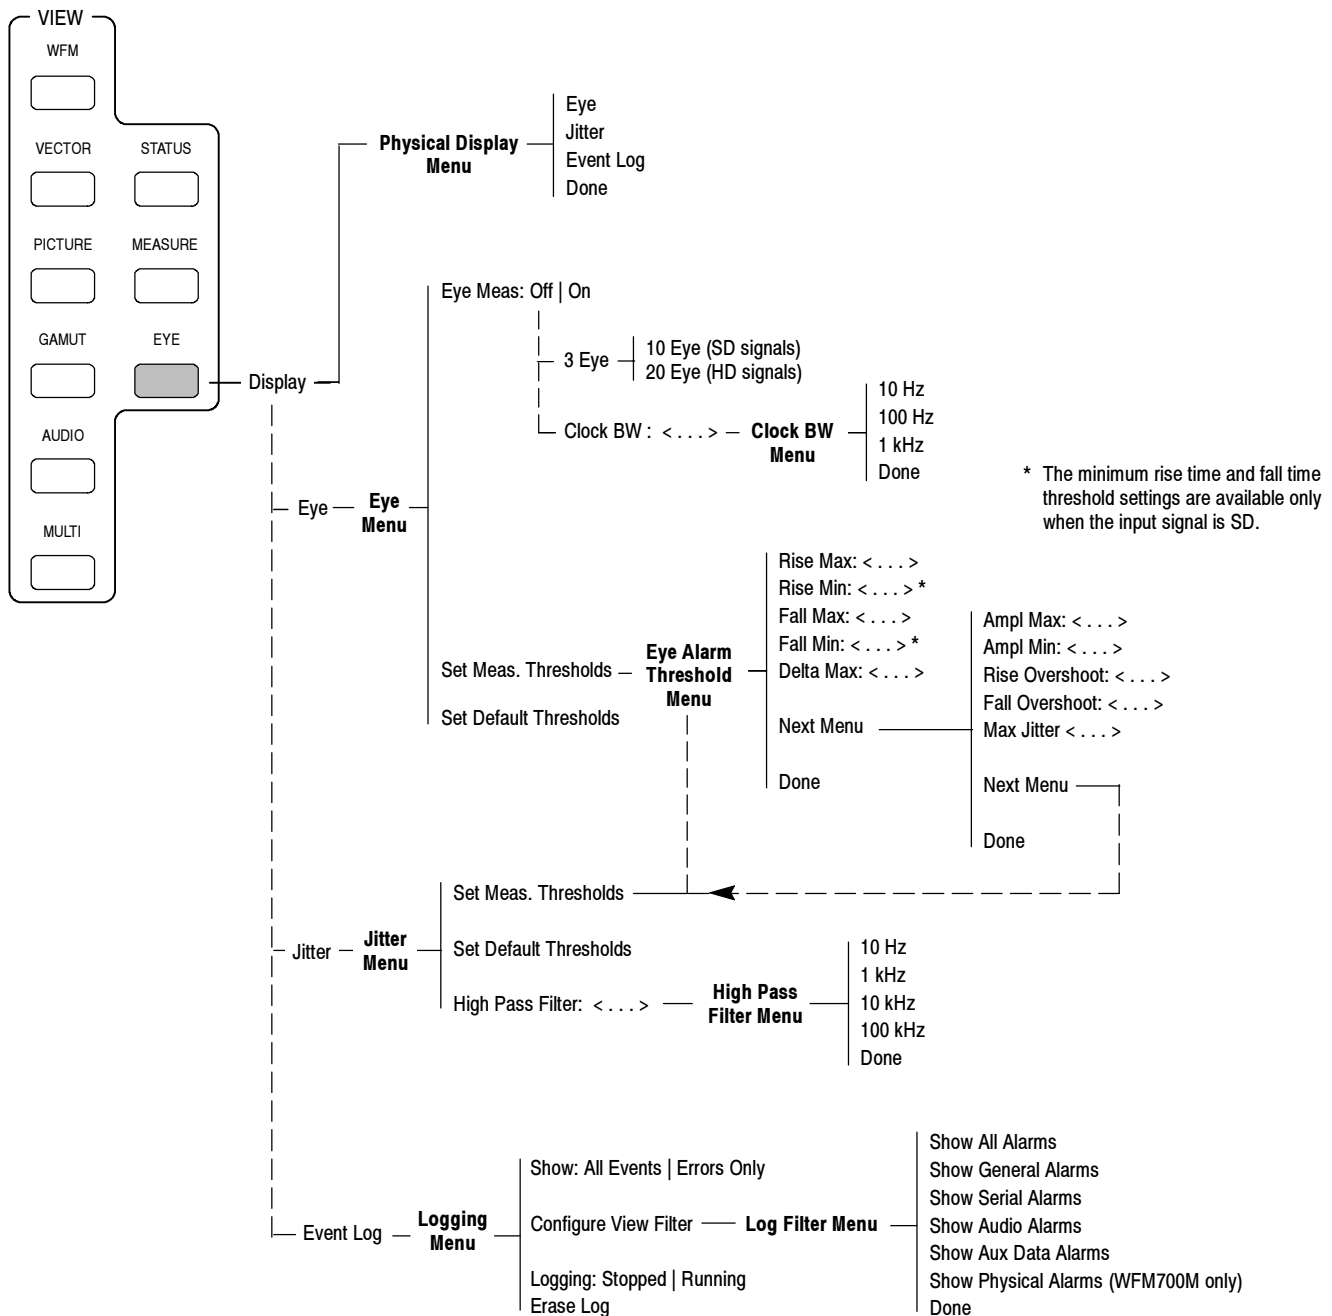 VIEW
WFM
VECTOR
STATUS
PICTURE
MEASURE
GAMUT
EYE
AUDIO
MULTI
Display
Physical Display
Menu
Eye
Jitter
Event Log
Done
Eye
Eye
Menu
Eye Meas: Off | On
3 Eye
10 Eye (SD signals)
20 Eye (HD signals)
Clock BW : < . . . >
Clock BW
Menu
10 Hz
100 Hz
1 kHz
Done
* The minimum rise time and fall time
threshold settings are available only
when the input signal is SD.
Set Meas. Thresholds
Set Default Thresholds
Eye Alarm
Threshold
Menu
Rise Max: < . . . >
Rise Min: < . . . > *
Fall Max: < . . . >
Fall Min: < . . . > *
Delta Max: < . . . >
Next Menu
Done
Ampl Max: < . . . >
Ampl Min: < . . . >
Rise Overshoot: < . . . >
Fall Overshoot: < . . . >
Max Jitter < . . . >
Next Menu
Done
Jitter
Jitter
Menu
Set Meas. Thresholds
Set Default Thresholds
High Pass Filter: < . . . >
High Pass
Filter Menu
10 Hz
1 kHz
10 kHz
100 kHz
Done
Event Log
Logging
Menu
Show: All Events | Errors Only
Configure View Filter
Logging: Stopped | Running
Erase Log
Log Filter Menu
Show All Alarms
Show General Alarms
Show Serial Alarms
Show Audio Alarms
Show Aux Data Alarms
Show Physical Alarms (WFM700M only)
Done